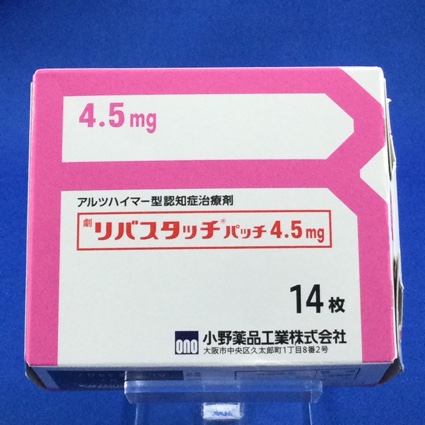 4.5mg
アルツハイマー型認知症治療剤
劇 リバスタッチ® パッチ 4.5mg
14枚
ono 小野薬品工業株式会社
大阪市中央区久太郎町1丁目8番2号